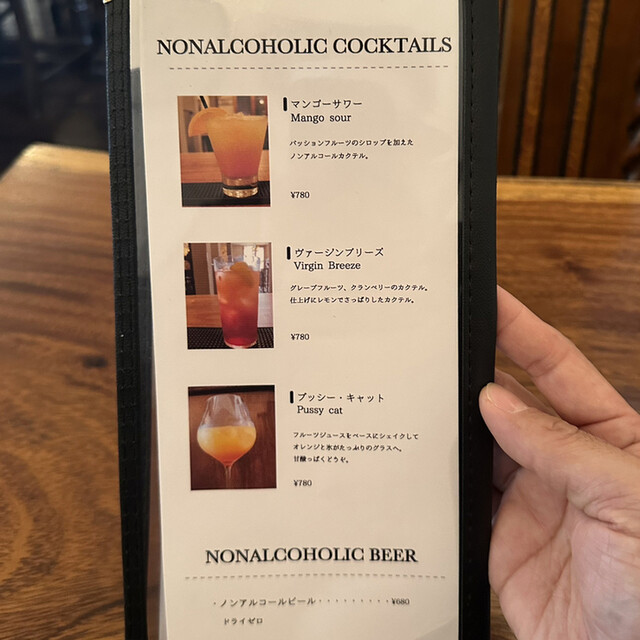 NONALCOHOLIC COCKTAILS
マンゴーサワー
Mango sour
パッションフルーツのシロップを加えた
ノンアルコールカクテル。
¥780
ヴァージンブリーズ
Virgin Breeze
グレープフルーツ、クランベリーのカクテル。
仕上げにレモンでさっぱりしたカクテル。
¥780
プッシー・キャット
Pussy cat
フルーツジュースをベースにシェイクして
オレンジと氷がたっぷりのグラスへ。
甘酸っぱくどうぞ。
¥780
NONALCOHOLIC BEER
・ノンアルコールビール・・・・・・・・・¥680
ドライゼロ